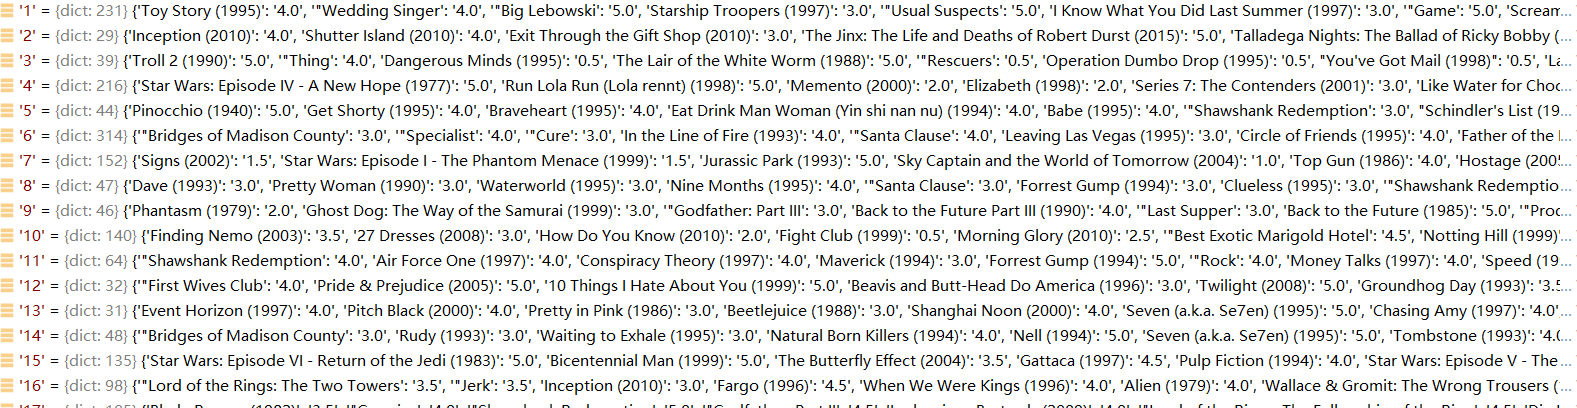 '1' = {dict: 231} {'Toy Story (1995)': '4.0', '"Wedding Singer': '4.0', '"Big Lebowski': '5.0', 'Starship Troopers (1997)': '3.0', '"Usual Suspects': '5.0', 'I Know What You Did Last Summer (1997)': '3.0', '"Game': '5.0', 'Scream...
'2' = {dict: 29} {'Inception (2010)': '4.0', 'Shutter Island (2010)': '4.0', 'Exit Through the Gift Shop (2010)': '3.0', 'The Jinx: The Life and Deaths of Robert Durst (2015)': '5.0', 'Talladega Nights: The Ballad of Ricky Bobby (...
'3' = {dict: 39} {'Troll 2 (1990)': '5.0', '"Thing': '4.0', 'Dangerous Minds (1995)': '0.5', 'The Lair of the White Worm (1988)': '5.0', '"Rescuers': '0.5', 'Operation Dumbo Drop (1995)': '0.5', "You've Got Mail (1998)": '0.5', 'La...
'4' = {dict: 216} {'Star Wars: Episode IV - A New Hope (1977)': '5.0', 'Run Lola Run (Lola rennt) (1998)': '5.0', 'Memento (2000)': '2.0', 'Elizabeth (1998)': '2.0', 'Series 7: The Contenders (2001)': '3.0', 'Like Water for Choc...
'5' = {dict: 44} {'Pinocchio (1940)': '5.0', 'Get Shorty (1995)': '4.0', 'Braveheart (1995)': '4.0', 'Eat Drink Man Woman (Yin shi nan nu) (1994)': '4.0', 'Babe (1995)': '4.0', '"Shawshank Redemption': '3.0', "Schindler's List (19...
'6' = {dict: 314} {'"Bridges of Madison County': '3.0', '"Specialist': '4.0', '"Cure': '3.0', 'In the Line of Fire (1993)': '4.0', '"Santa Clause': '4.0', 'Leaving Las Vegas (1995)': '3.0', 'Circle of Friends (1995)': '4.0', 'Father of the ...
'7' = {dict: 152} {'Signs (2002)': '1.5', 'Star Wars: Episode I - The Phantom Menace (1999)': '1.5', 'Jurassic Park (1993)': '5.0', 'Sky Captain and the World of Tomorrow (2004)': '1.0', 'Top Gun (1986)': '4.0', 'Hostage (200...
'8' = {dict: 47} {'Dave (1993)': '3.0', 'Pretty Woman (1990)': '3.0', 'Waterworld (1995)': '3.0', 'Nine Months (1995)': '4.0', '"Santa Clause': '3.0', 'Forrest Gump (1994)': '3.0', 'Clueless (1995)': '3.0', '"Shawshank Redemptio...
'9' = {dict: 46} {'Phantasm (1979)': '2.0', 'Ghost Dog: The Way of the Samurai (1999)': '3.0', '"Godfather: Part III': '3.0', 'Back to the Future Part III (1990)': '4.0', '"Last Supper': '3.0', 'Back to the Future (1985)': '5.0', '"Proc...
'10' = {dict: 140} {'Finding Nemo (2003)': '3.5', '27 Dresses (2008)': '3.0', 'How Do You Know (2010)': '2.0', 'Fight Club (1999)': '0.5', 'Morning Glory (2010)': '2.5', '"Best Exotic Marigold Hotel': '4.5', 'Notting Hill (1999)'...
'11' = {dict: 64} {'"Shawshank Redemption': '4.0', 'Air Force One (1997)': '4.0', 'Conspiracy Theory (1997)': '4.0', 'Maverick (1994)': '3.0', 'Forrest Gump (1994)': '5.0', '"Rock': '4.0', 'Money Talks (1997)': '4.0', 'Speed (19...
'12' = {dict: 32} {'"First Wives Club': '4.0', 'Pride & Prejudice (2005)': '5.0', '10 Things I Hate About You (1999)': '5.0', 'Beavis and Butt-Head Do America (1996)': '3.0', 'Twilight (2008)': '5.0', 'Groundhog Day (1993)': '3.5...
'13' = {dict: 31} {'Event Horizon (1997)': '4.0', 'Pitch Black (2000)': '4.0', 'Pretty in Pink (1986)': '3.0', 'Beetlejuice (1988)': '3.0', 'Shanghai Noon (2000)': '4.0', 'Seven (a.k.a. Se7en) (1995)': '5.0', 'Chasing Amy (1997)': '4.0'...
'14' = {dict: 48} {'"Bridges of Madison County': '3.0', 'Rudy (1993)': '3.0', 'Waiting to Exhale (1995)': '3.0', 'Natural Born Killers (1994)': '4.0', 'Nell (1994)': '5.0', 'Seven (a.k.a. Se7en) (1995)': '5.0', 'Tombstone (1993)': '4.0...
'15' = {dict: 135} {'Star Wars: Episode VI - Return of the Jedi (1983)': '5.0', 'Bicentennial Man (1999)': '5.0', 'The Butterfly Effect (2004)': '3.5', 'Gattaca (1997)': '4.5', 'Pulp Fiction (1994)': '4.0', 'Star Wars: Episode V - The...
'16' = {dict: 98} {'"Lord of the Rings: The Two Towers': '3.5', '"Jerk': '3.5', 'Inception (2010)': '3.0', 'Fargo (1996)': '4.5', 'When We Were Kings (1996)': '4.0', 'Alien (1979)': '4.0', 'Wallace & Gromit: The Wrong Trousers (...